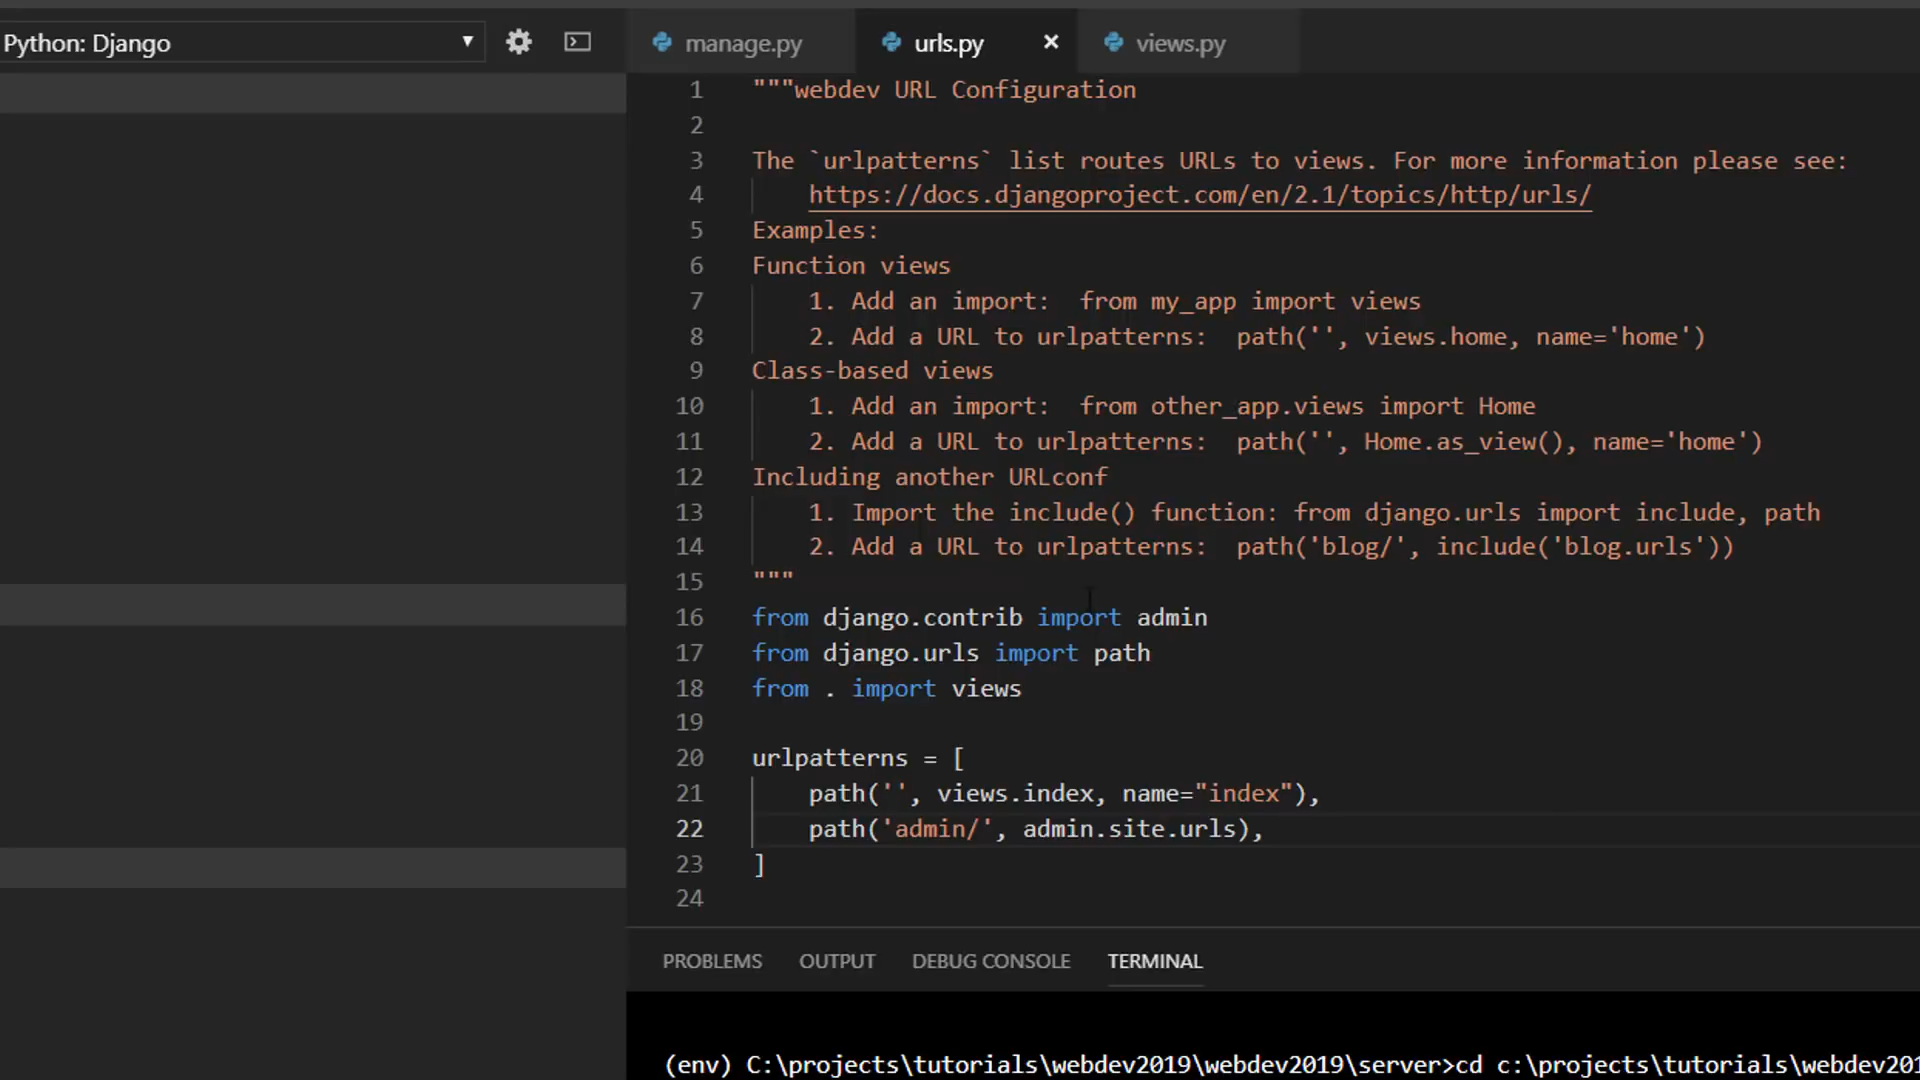 Python: Django
manage.py
urls.py
views.py
1 """webdev URL Configuration
2
3 The `urlpatterns` list routes URLs to views. For more information please see:
4 https://docs.djangoproject.com/en/2.1/topics/http/urls/
5 Examples:
6 Function views
7 1. Add an import:  from my_app import views
8 2. Add a URL to urlpatterns:  path('', views.home, name='home')
9 Class-based views
10 1. Add an import:  from other_app.views import Home
11 2. Add a URL to urlpatterns:  path('', Home.as_view(), name='home')
12 Including another URLconf
13 1. Import the include() function: from django.urls import include, path
14 2. Add a URL to urlpatterns:  path('blog/', include('blog.urls'))
15 """
16 from django.contrib import admin
17 from django.urls import path
18 from . import views
19
20 urlpatterns = [
21 path('', views.index, name="index"),
22 path('admin/', admin.site.urls),
23 ]
24
PROBLEMS OUTPUT DEBUG CONSOLE TERMINAL
(env) C:\projects\tutorials\webdev2019\webdev2019\server>cd c:\projects\tutorials\webdev201